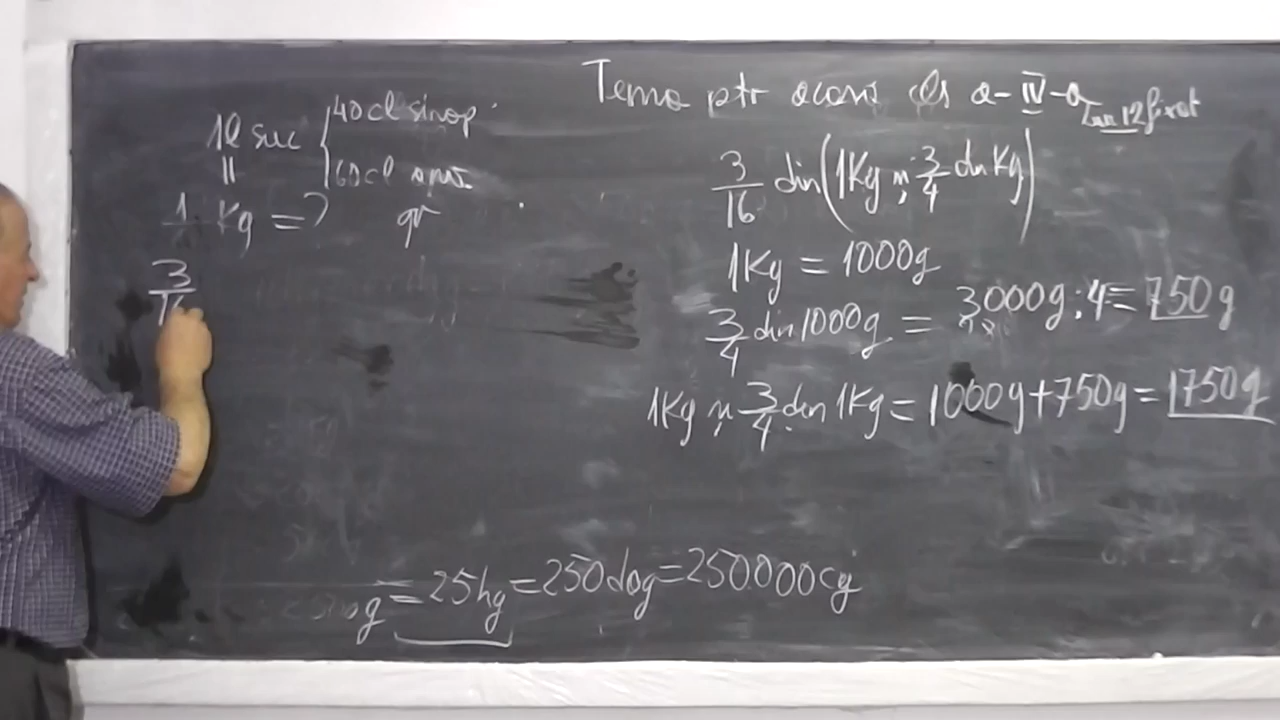 Tema ptr acasă cls a-IV-a
1l suc { 40cl sirop
60cl apă
=
1 Kg = ? gr
3/16
3/16 din (1Kg și 3/4 din Kg)
1Kg = 1000g
3/4 din 1000g = 3000g : 4 = 750g
1Kg și 3/4 din 1Kg = 1000g + 750g = 1750g
g = 25hg = 250dag = 250000cg